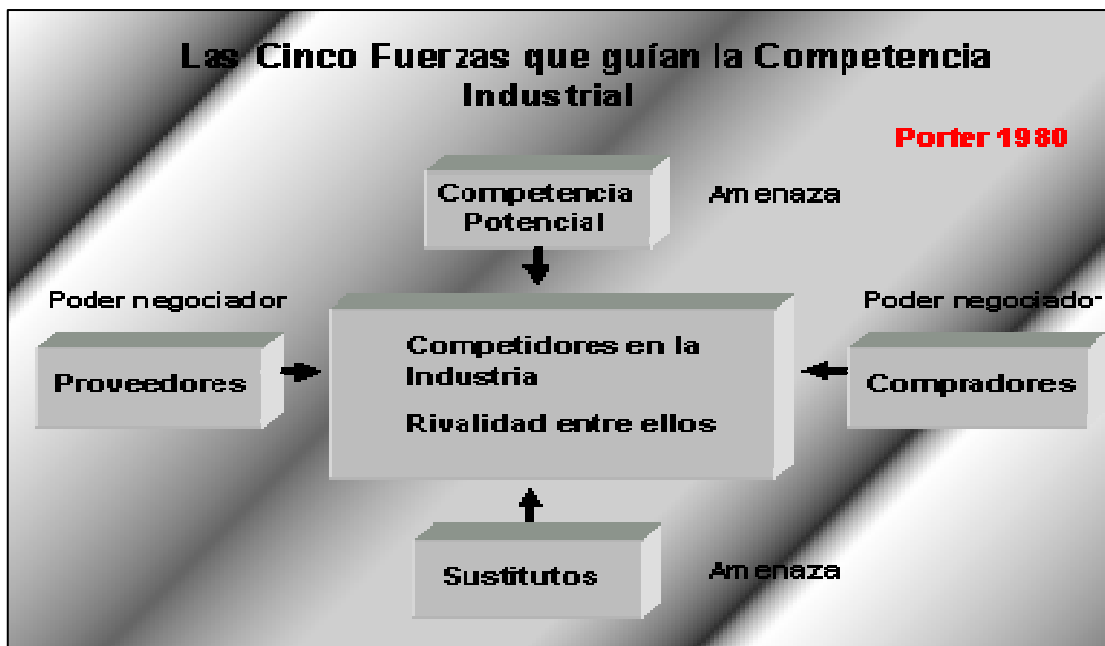 Las Cinco Fuerzas que guían la Competencia
Industrial
Porter 1980
Competencia
Potencial
Amenaza
Poder negociador
Poder negociador
Proveedores
Competidores en la
Industria
Rivalidad entre ellos
Compradores
Sustitutos
Amenaza